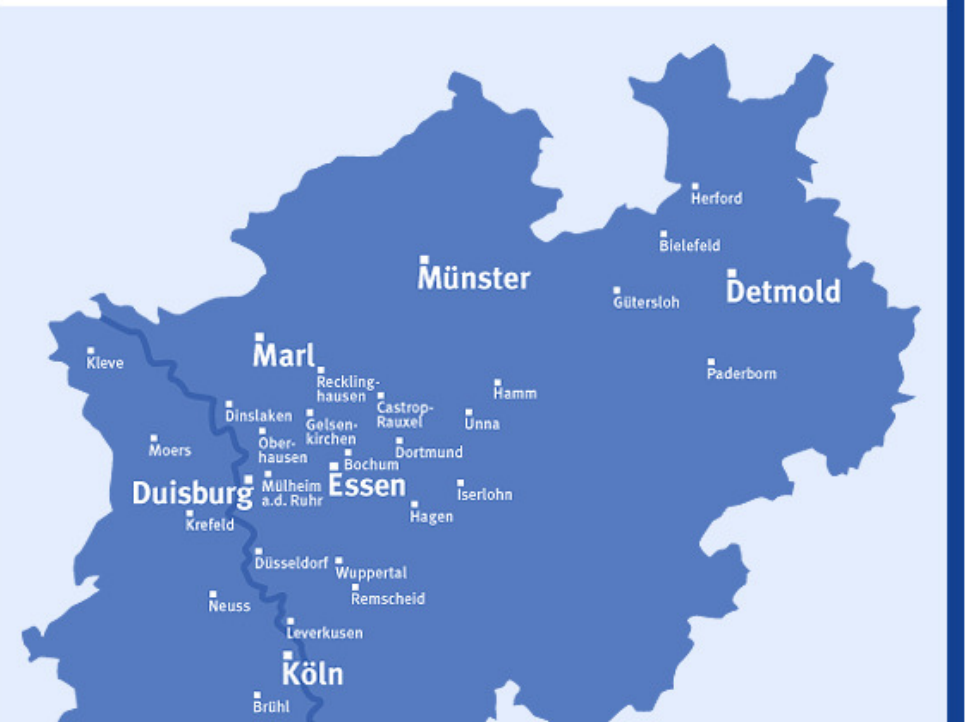 Herford
Bielefeld
Münster
Detmold
Gütersloh
Marl
Kleve
Paderborn
Reckling-
hausen
Hamm
Castrop-
Rauxel
Dinslaken
Gelsen-
kirchen
Unna
Moers
Ober-
hausen
Dortmund
Bochum
Duisburg
Mülheim
a.d. Ruhr
Essen
Iserlohn
Hagen
Krefeld
Düsseldorf
Wuppertal
Remscheid
Neuss
Leverkusen
Köln
Brühl